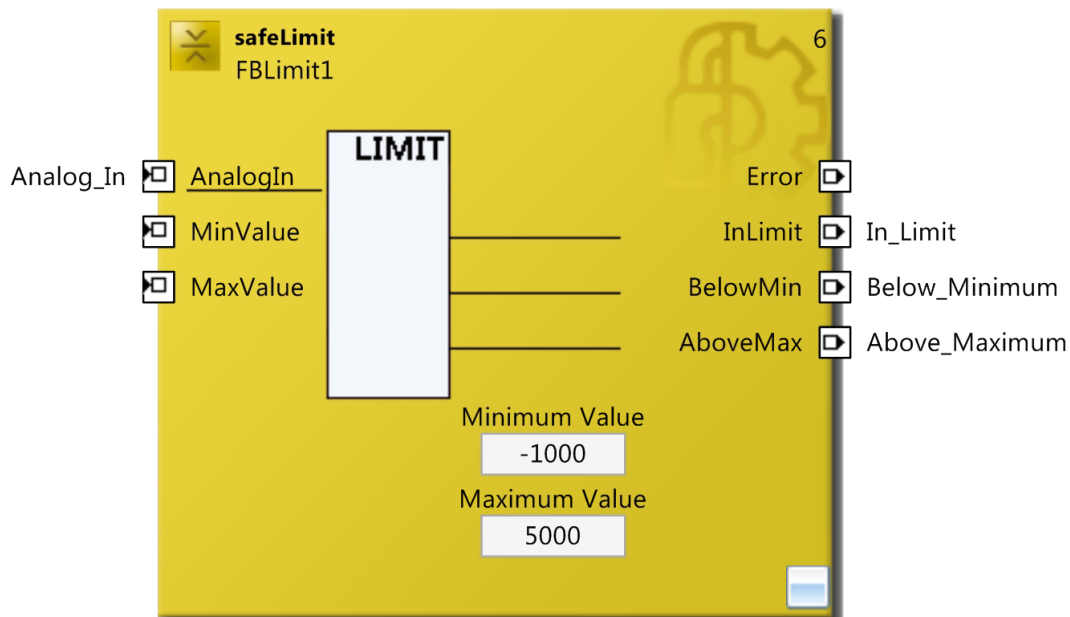 safeLimit
6
FBLimit1
LIMIT
Analog_In AnalogIn Error
MinValue InLimit In_Limit
MaxValue BelowMin Below_Minimum
AboveMax Above_Maximum
Minimum Value
-1000
Maximum Value
5000